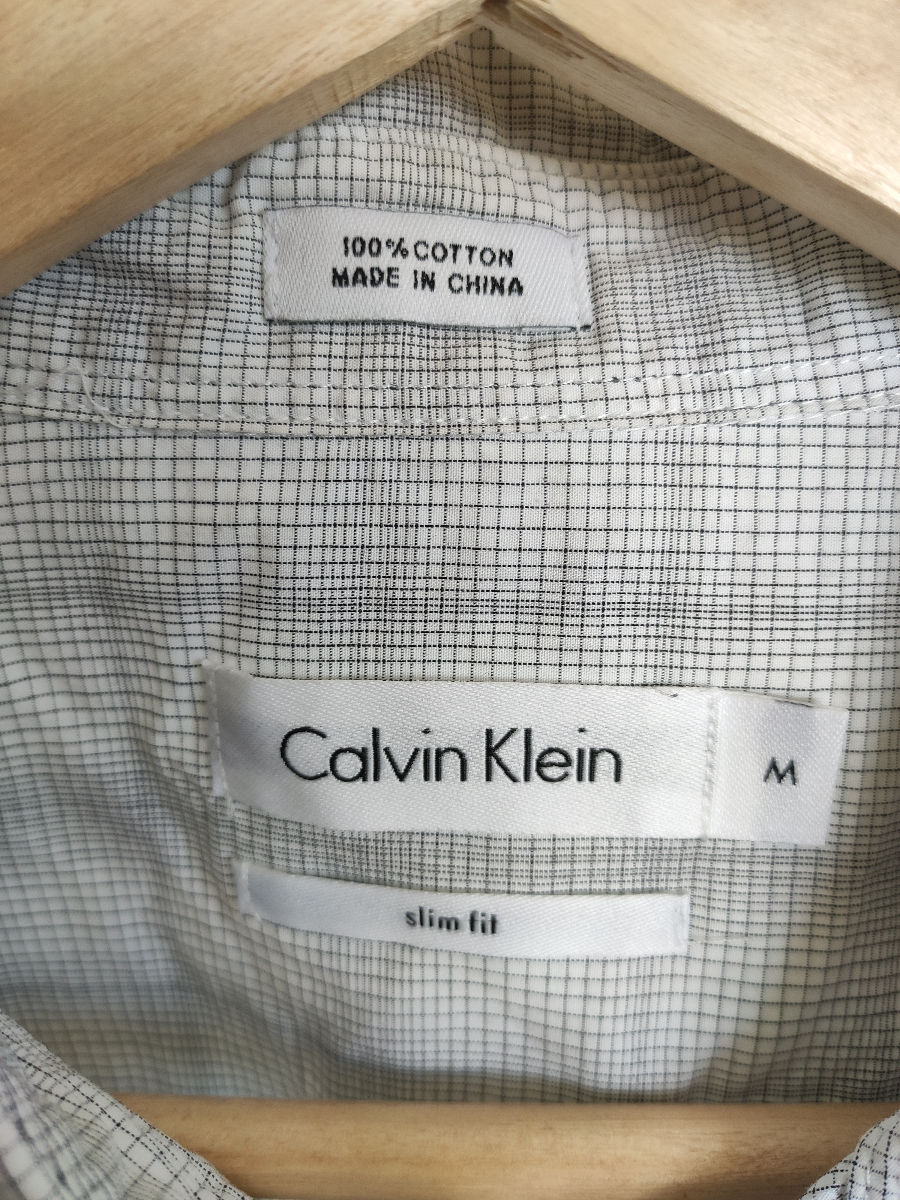 100% COTTON
MADE IN CHINA
Calvin Klein
M
slim fit